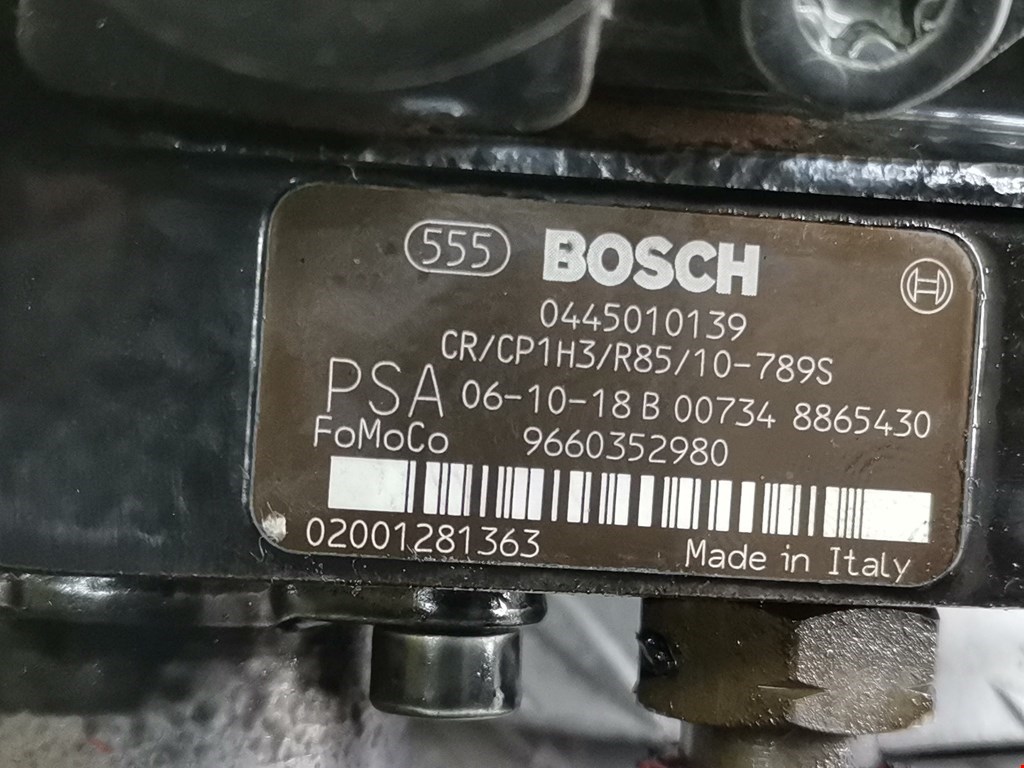 555 BOSCH
0445010139
CR/CP1H3/R85/10-789S
PSA 06-10-18 B 00734 8865430
FoMoCo 9660352980
02001281363
Made in Italy